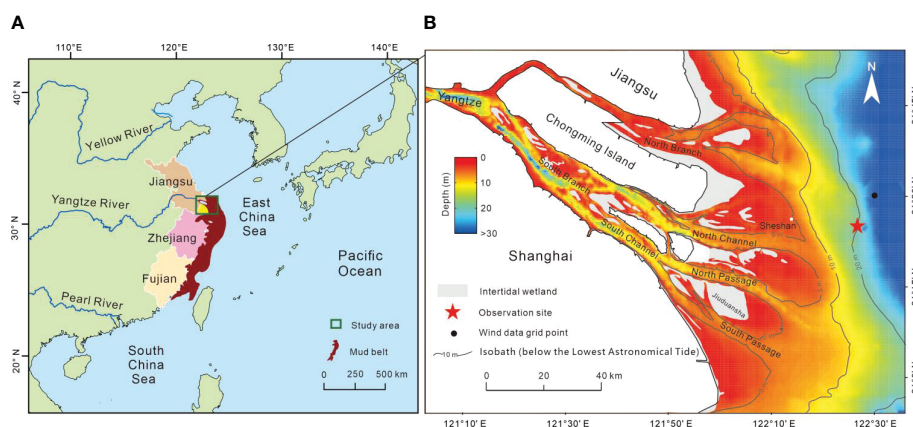 A
110°E
120°E
130°E
140°E
40°N
30°N
20°N
Yellow River
Jiangsu
Yangtze River
East
China
Sea
Zhejiang
Pacific
Ocean
Fujian
Pearl River
South
China
Sea
Study area
Mud belt
0
250
500 km
B
N
Jiangsu
Yangtze
Chongming Island
North Branch
South Branch
Depth (m)
0
10
20
>30
Sheshan
South Channel
North Channel
Shanghai
North Passage
Jiuduansha
South Passage
10 m
20 m
Intertidal wetland
Observation site
Wind data grid point
10 m
Isobath (below the Lowest Astronomical Tide)
0
20
40 km
121°10'E
121°30'E
121°50'E
122°10'E
122°30'E